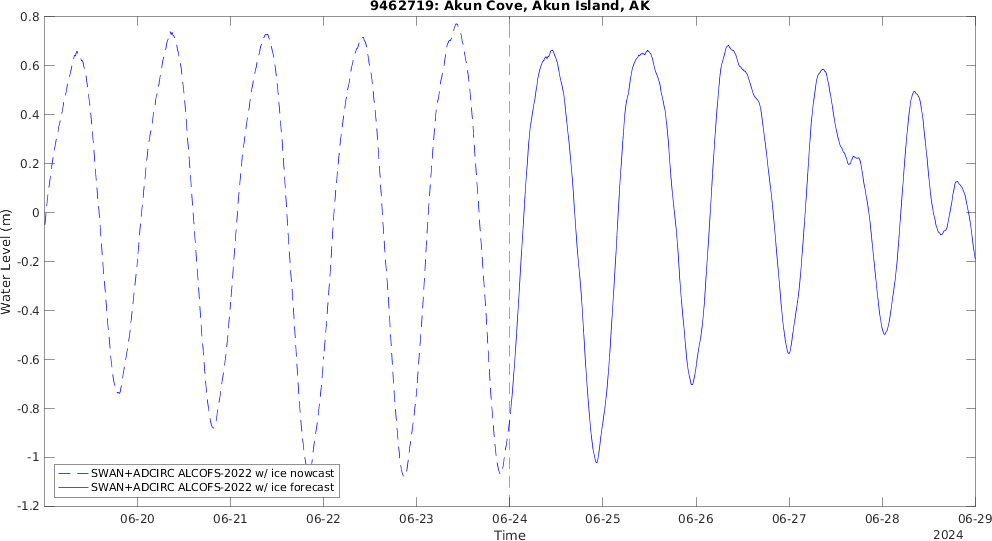 9462719: Akun Cove, Akun Island, AK
0.8
0.6
0.4
0.2
0
-0.2
-0.4
-0.6
-0.8
-1
-1.2
Water Level (m)
SWAN+ADCIRC ALCOFS-2022 w/ ice nowcast
SWAN+ADCIRC ALCOFS-2022 w/ ice forecast
06-20 06-21 06-22 06-23 06-24 06-25 06-26 06-27 06-28 06-29
Time
2024